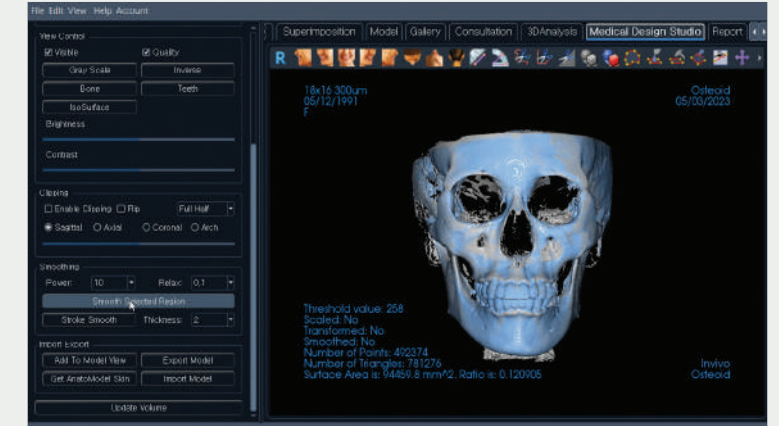 File Edit View Help Account
Superimposition Model Gallery Consultation 3DAnalysis Medical Design Studio Report
View Control
Visible Quality
Gray Scale Inverse
Bone Teeth
IsoSurface
Brightness
Contrast
Clipping
Enable Clipping Flip Full Half
Sagittal Axial Coronal Arch
Smoothing
Power: 10 Relax: 0,1
Smooth Selected Region
Stroke Smooth Thickness: 2
Import Export
Add To Model View Export Model
Get AnatoModel Skin Import Model
Update Volume
R
18x16 300um
05/12/1991
F
Osteoid
05/03/2023
Threshold value: 258
Scaled: No
Transformed: No
Smoothed: No
Number of Points: 492374
Number of Triangles: 781276
Surface Area is: 94459.8 mm^2, Ratio is: 0.120905
Invivo
Osteoid